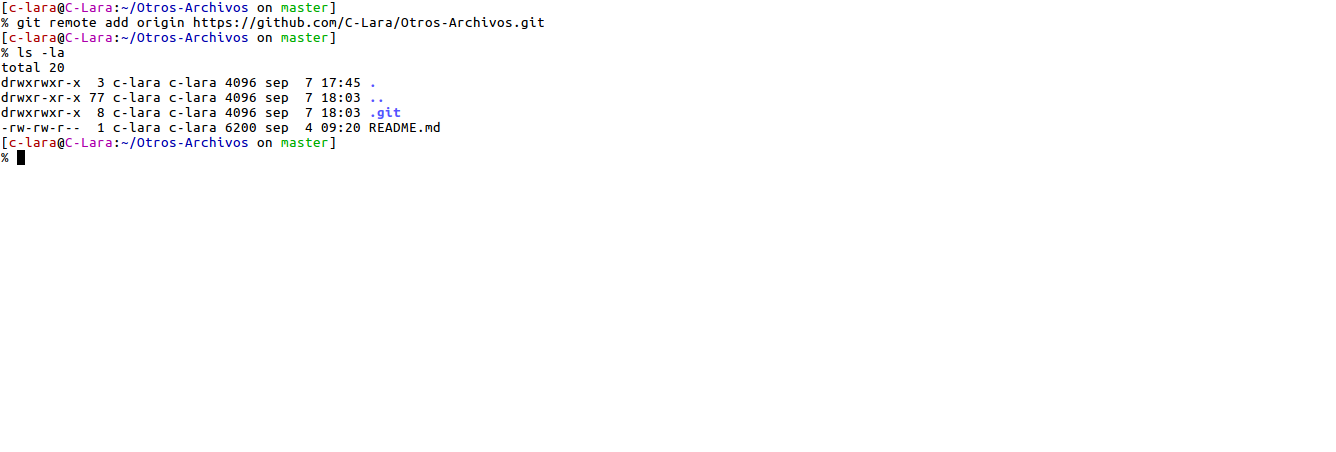 [c-lara@C-Lara:~/Otros-Archivos on master]
% git remote add origin https://github.com/C-Lara/Otros-Archivos.git
[c-lara@C-Lara:~/Otros-Archivos on master]
% ls -la
total 20
drwxrwxr-x  3 c-lara c-lara 4096 sep  7 17:45 .
drwxr-xr-x 77 c-lara c-lara 4096 sep  7 18:03 ..
drwxrwxr-x  8 c-lara c-lara 4096 sep  7 18:03 .git
-rw-rw-r--  1 c-lara c-lara 6200 sep  4 09:20 README.md
[c-lara@C-Lara:~/Otros-Archivos on master]
%